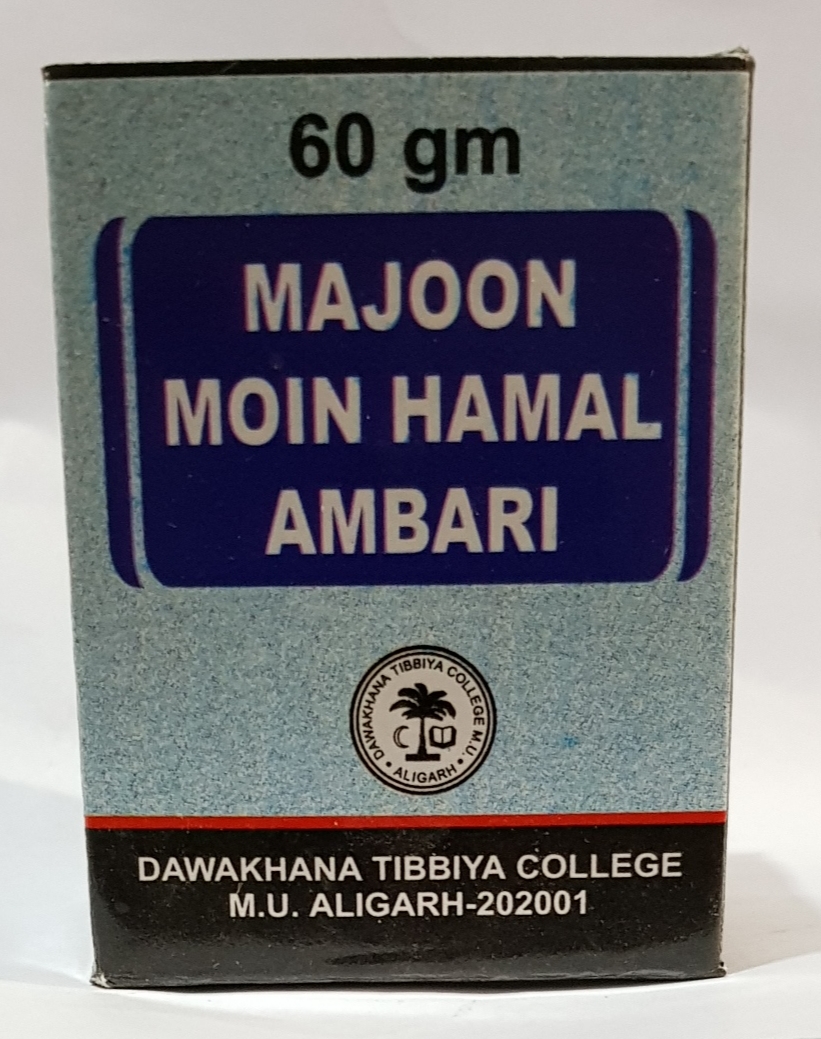 60 gm
MAJOON
MOIN HAMAL
AMBARI
DAWAKHANA TIBBIYA COLLEGE M.U.
• ALIGARH •
DAWAKHANA TIBBIYA COLLEGE
M.U. ALIGARH-202001